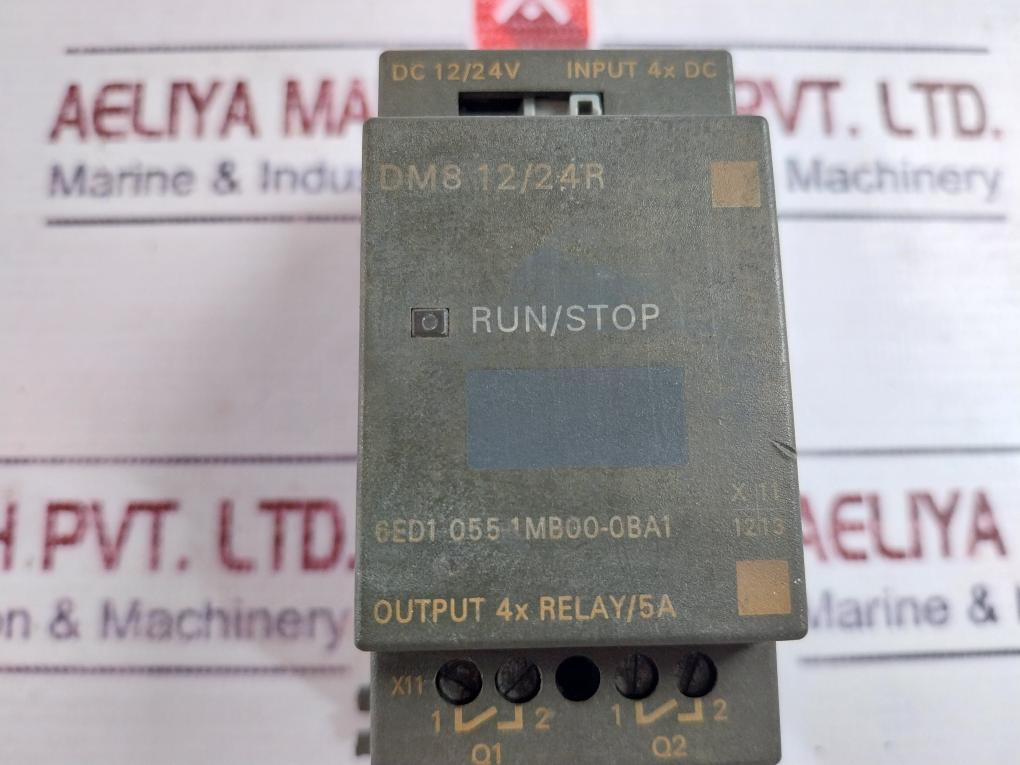 DC 12/24V INPUT 4x DC
AELIYA MA PVT. LTD.
DM8 12/24R
Marine & Indus Machinery
RUN/STOP
X 11
H PVT. LTD. AELIYA
6ED1 055-1MB00-0BA1
1213
n & Machinery Marine &
OUTPUT 4x RELAY/5A
X11
1 2 1 2
Q1 Q2